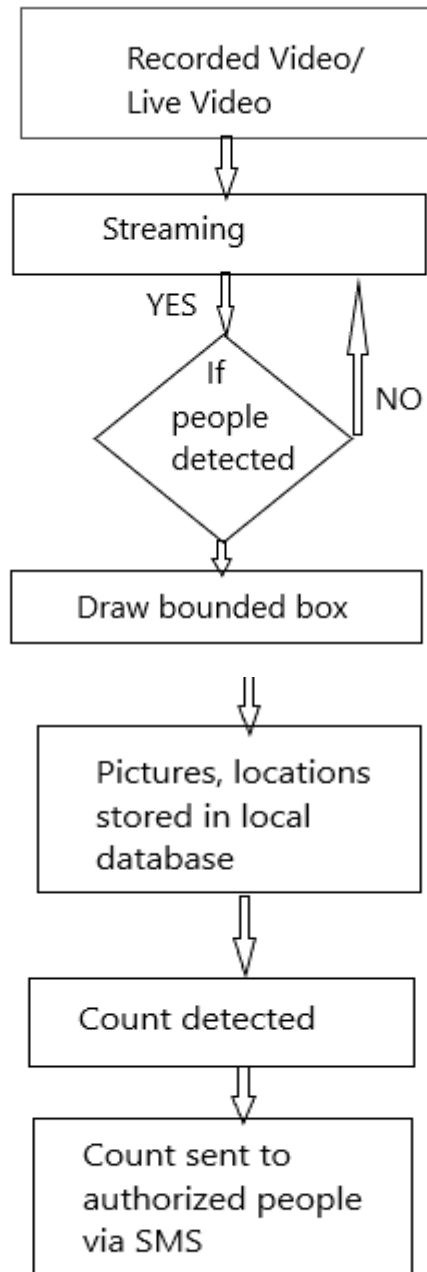 Recorded Video/
Live Video
Streaming
YES
If
people
detected
NO
Draw bounded box
Pictures, locations
stored in local
database
Count detected
Count sent to
authorized people
via SMS